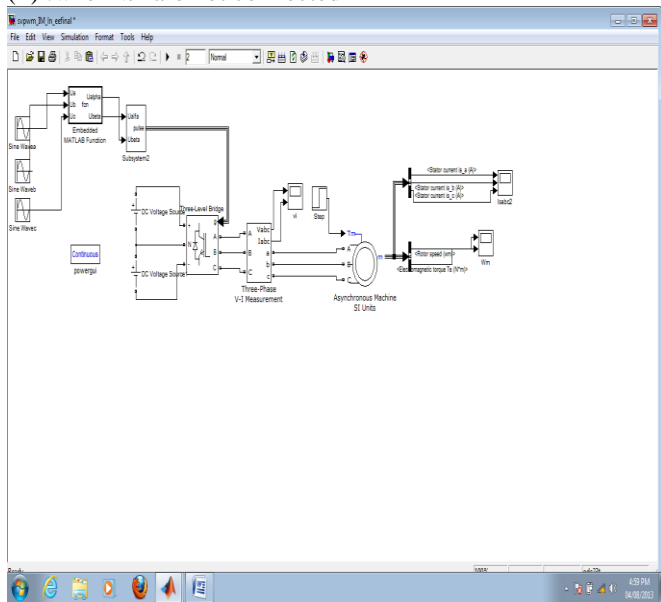 svpwm_IM_In_eefinal *
File Edit View Simulation Format Tools Help
2 Normal
Ua
Ub fcn
Uc
Ualpha
Ubeta
Embedded
MATLAB Function
Sine Wavea
Sine Waveb
Sine Wavec
Ualfa
pulse
Ubeta
Subsystem2
DC Voltage Source
DC Voltage Source
Three-Level Bridge
g
+
N
-
A
B
C
Continuous
powergui
A
B
C
Vabc
Iabc
a
b
c
Three-Phase
V-I Measurement
vi
Step
Tm
A
B
C
m
Asynchronous Machine
SI Units
<Stator current is_a (A)>
<Stator current is_b (A)>
<Stator current is_c (A)>
Isabc2
<Rotor speed (wm)>
<Electromagnetic torque Te (N*m)>
Wm
4:59 PM
04/08/2013